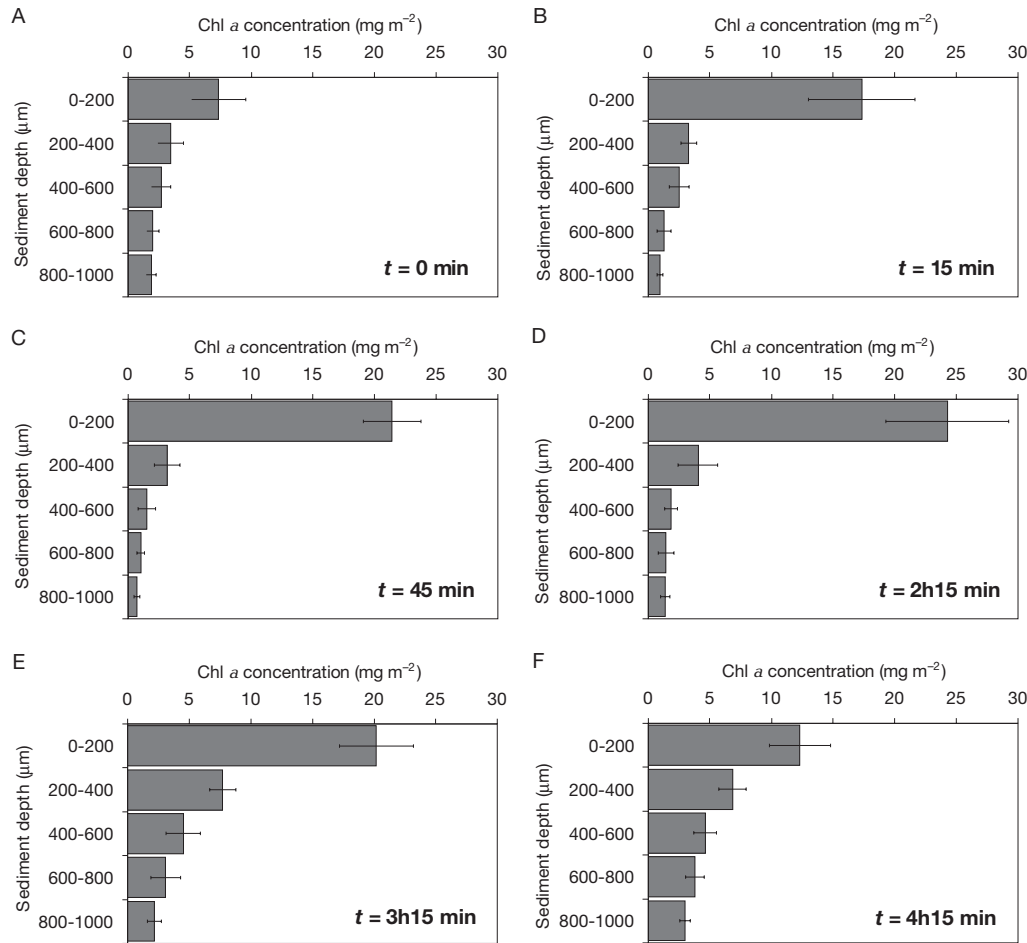 A
Chl a concentration (mg m−2)
0 5 10 15 20 25 30
Sediment depth (μm)
0-200
200-400
400-600
600-800
800-1000
t = 0 min
B
Chl a concentration (mg m−2)
0 5 10 15 20 25 30
Sediment depth (μm)
0-200
200-400
400-600
600-800
800-1000
t = 15 min
C
Chl a concentration (mg m−2)
0 5 10 15 20 25 30
Sediment depth (μm)
0-200
200-400
400-600
600-800
800-1000
t = 45 min
D
Chl a concentration (mg m−2)
0 5 10 15 20 25 30
Sediment depth (μm)
0-200
200-400
400-600
600-800
800-1000
t = 2h15 min
E
Chl a concentration (mg m−2)
0 5 10 15 20 25 30
Sediment depth (μm)
0-200
200-400
400-600
600-800
800-1000
t = 3h15 min
F
Chl a concentration (mg m−2)
0 5 10 15 20 25 30
Sediment depth (μm)
0-200
200-400
400-600
600-800
800-1000
t = 4h15 min